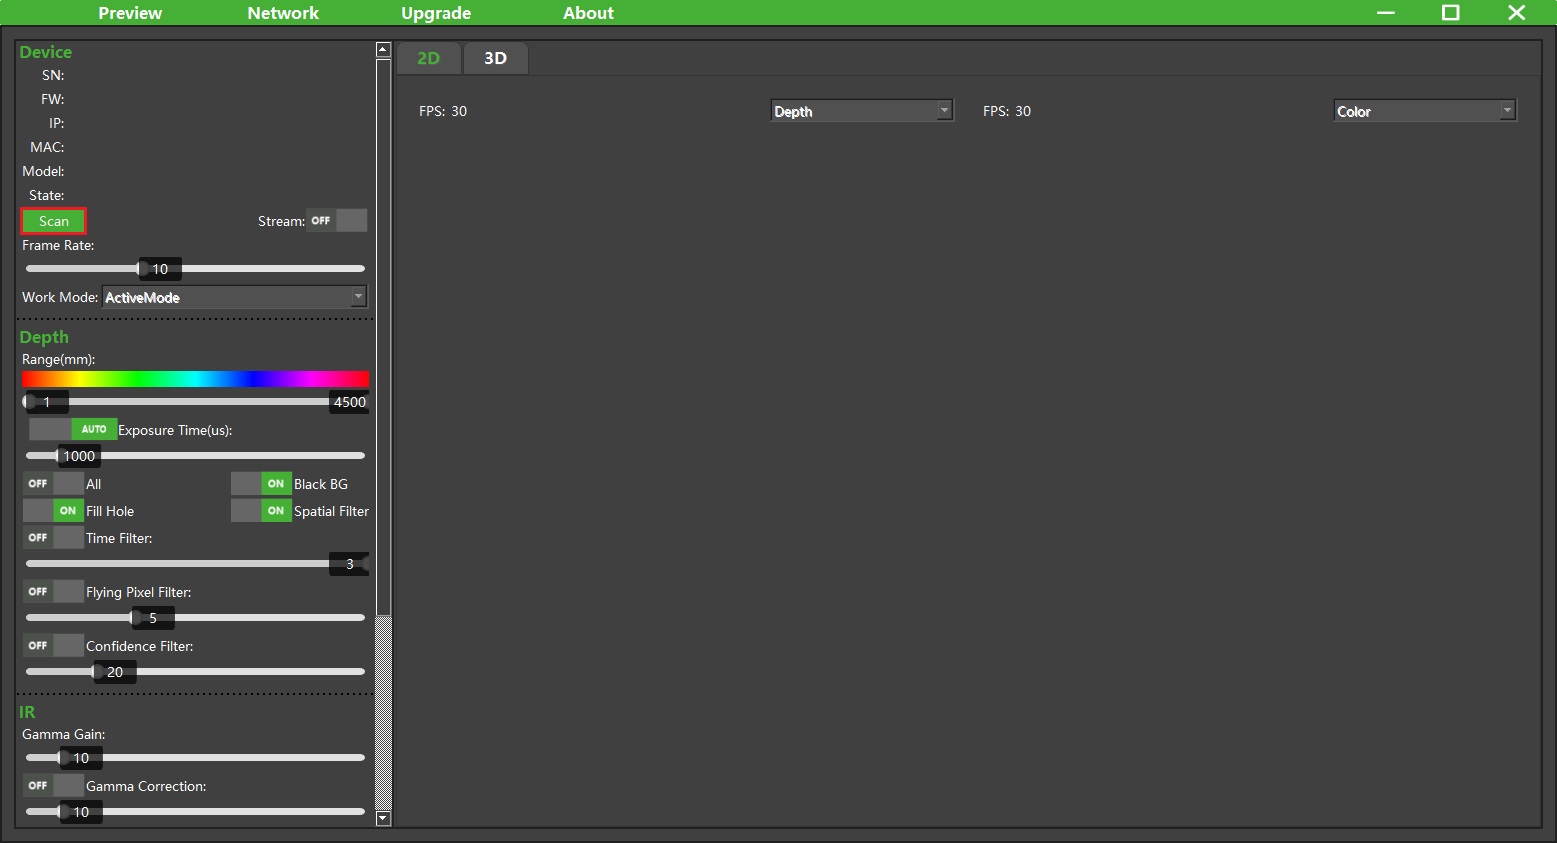 Preview Network Upgrade About
Device
SN:
FW:
IP:
MAC:
Model:
State:
Scan Stream: OFF
Frame Rate:
10
Work Mode: ActiveMode
Depth
Range(mm):
1 4500
AUTO Exposure Time(us):
1000
OFF All ON Black BG
ON Fill Hole ON Spatial Filter
OFF Time Filter:
3
OFF Flying Pixel Filter:
5
OFF Confidence Filter:
20
IR
Gamma Gain:
10
OFF Gamma Correction:
10
2D 3D
FPS: 30 Depth FPS: 30 Color